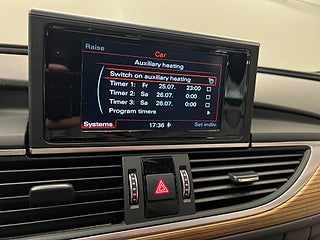 Raise
Car
Auxiliary heating
Switch on auxiliary heating
Timer 1: Fr 25.07. 23:00
Timer 2: Sa 26.07. 0:00
Timer 3: Sa 26.07. 0:00
Program timers
Systems 17:36 Set indiv.